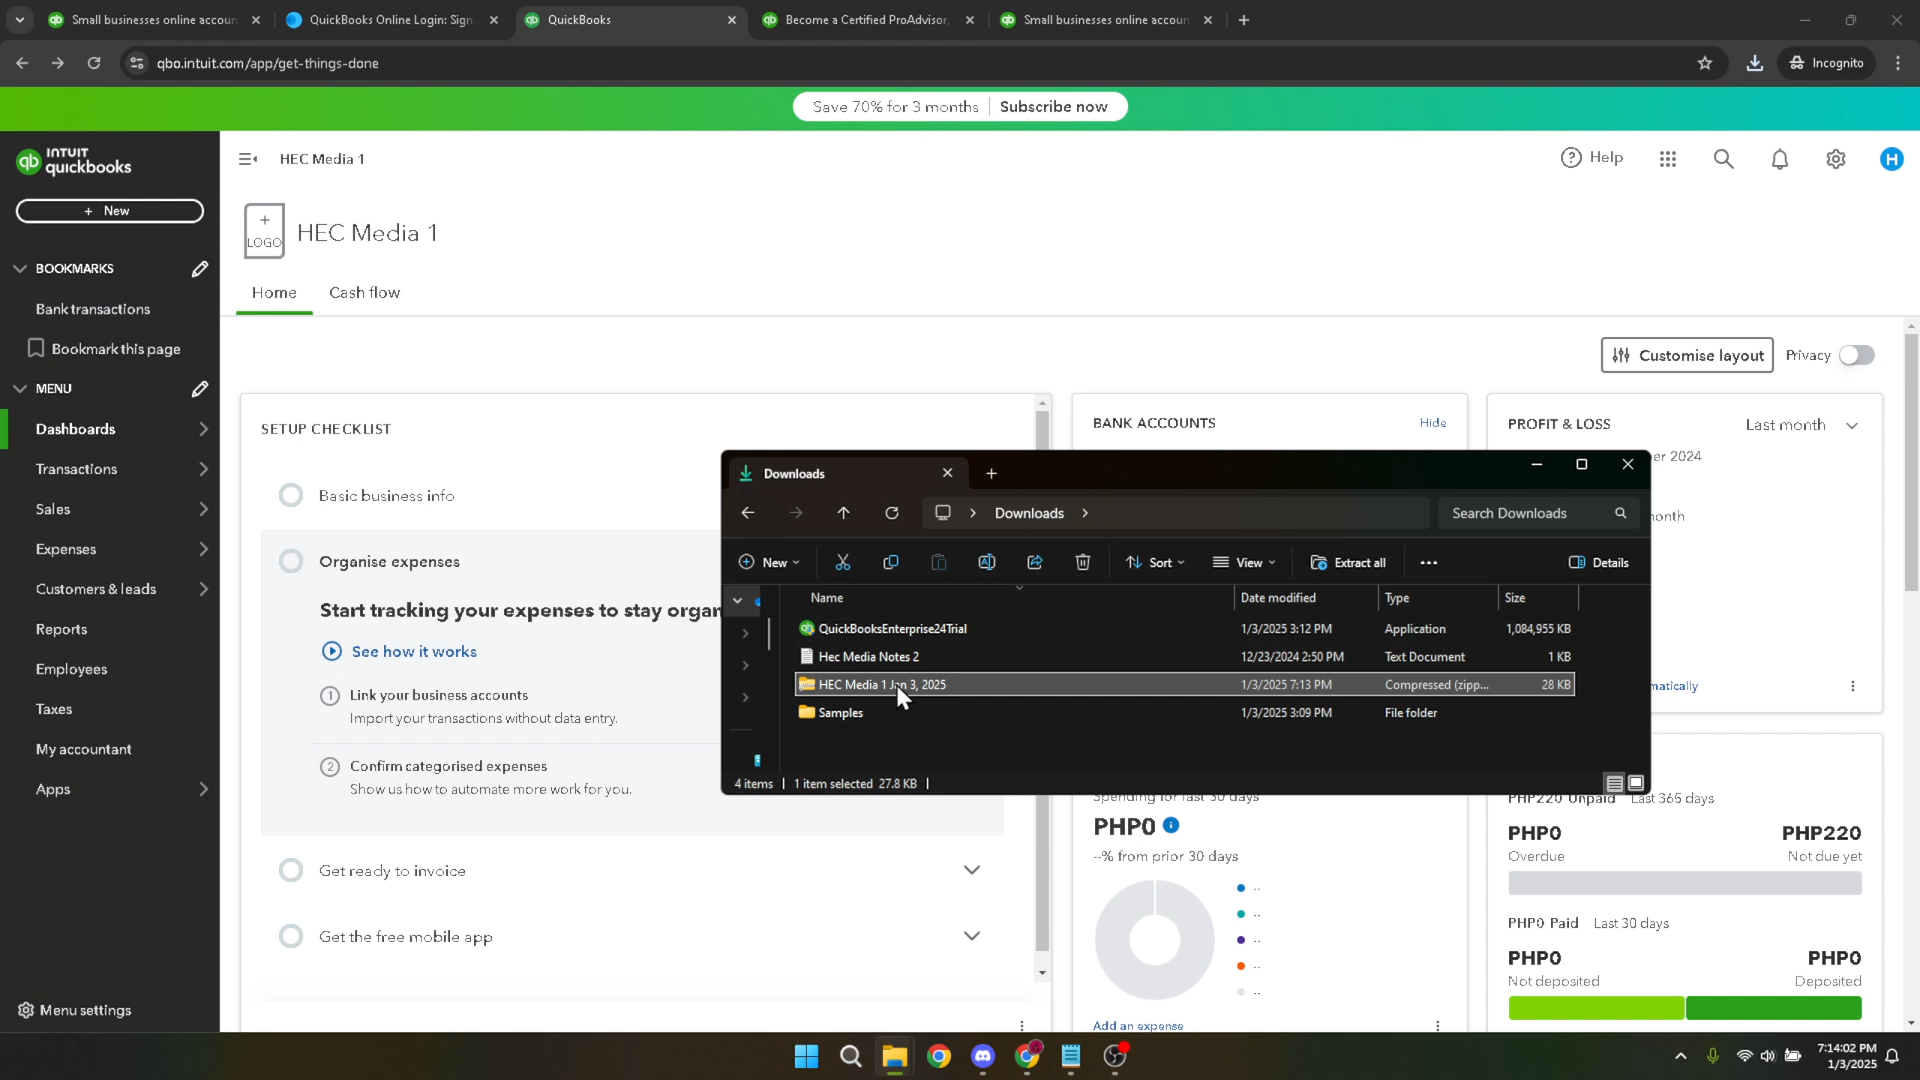 Small businesses online accoun
QuickBooks Online Login: Sign
QuickBooks
Become a Certified ProAdvisor,
Small businesses online accoun
qbo.intuit.com/app/get-things-done
Incognito
Save 70% for 3 months
Subscribe now
INTUIT
quickbooks
HEC Media 1
Help
H
+ New
+
LOGO
HEC Media 1
BOOKMARKS
Bank transactions
Bookmark this page
MENU
Dashboards
Transactions
Sales
Expenses
Customers & leads
Reports
Employees
Taxes
My accountant
Apps
Menu settings
Home
Cash flow
Customise layout
Privacy
SETUP CHECKLIST
Basic business info
Organise expenses
Start tracking your expenses to stay organ
See how it works
1 Link your business accounts
Import your transactions without data entry.
2 Confirm categorised expenses
Show us how to automate more work for you.
Get ready to invoice
Get the free mobile app
BANK ACCOUNTS
Hide
PROFIT & LOSS
Last month
er 2024
onth
matically
Downloads
Downloads
Search Downloads
New
Sort
View
Extract all
Details
Name
Date modified
Type
Size
QuickBooksEnterprise24Trial
1/3/2025 3:12 PM
Application
1,084,955 KB
Hec Media Notes 2
12/23/2024 2:50 PM
Text Document
1 KB
HEC Media 1 Jan 3, 2025
1/3/2025 7:13 PM
Compressed (zipp...
28 KB
Samples
1/3/2025 3:09 PM
File folder
4 items
1 item selected 27.8 KB
Spending for last 30 days
PHP0
--% from prior 30 days
--
--
--
--
--
Add an expense
PHP220 Unpaid Last 365 days
PHP0
PHP220
Overdue
Not due yet
PHP0 Paid Last 30 days
PHP0
PHP0
Not deposited
Deposited
7:14:02 PM
1/3/2025